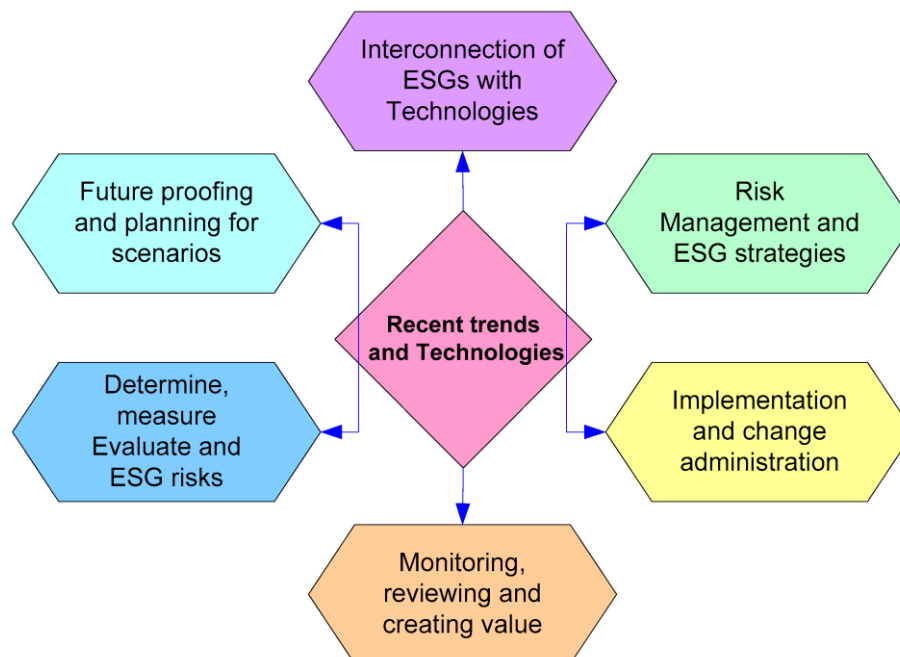 Interconnection of
ESGs with
Technologies
Future proofing
and planning for
scenarios
Risk
Management and
ESG strategies
Recent trends
and Technologies
Determine,
measure
Evaluate and
ESG risks
Implementation
and change
administration
Monitoring,
reviewing and
creating value